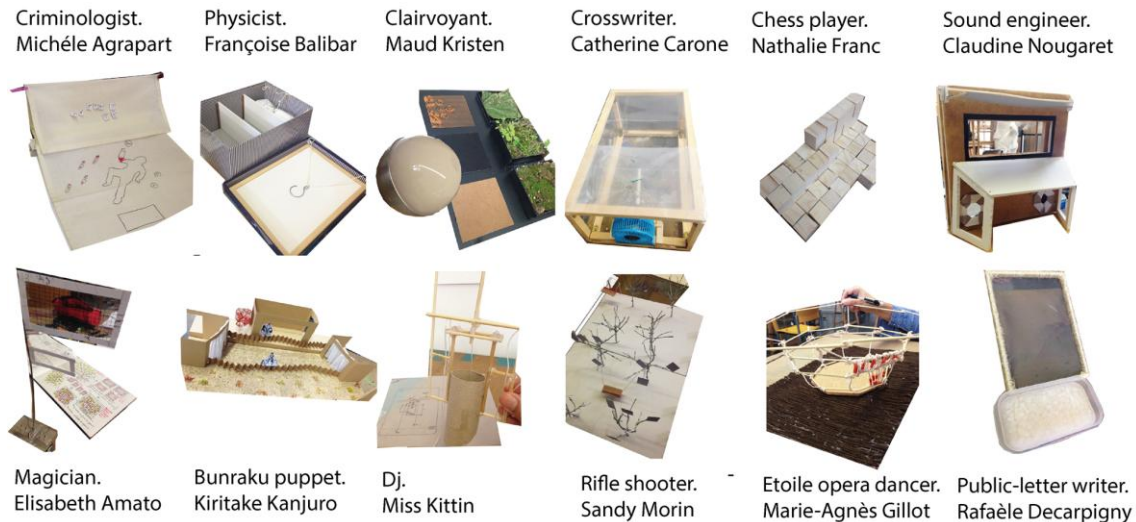 Criminologist.
Michéle Agrapart
Physicist.
Françoise Balibar
Clairvoyant.
Maud Kristen
Crosswriter.
Catherine Carone
Chess player.
Nathalie Franc
Sound engineer.
Claudine Nougaret
Magician.
Elisabeth Amato
Bunraku puppet.
Kiritake Kanjuro
Dj.
Miss Kittin
Rifle shooter.
Sandy Morin
Etoile opera dancer.
Marie-Agnès Gillot
Public-letter writer.
Rafaèle Decarpigny